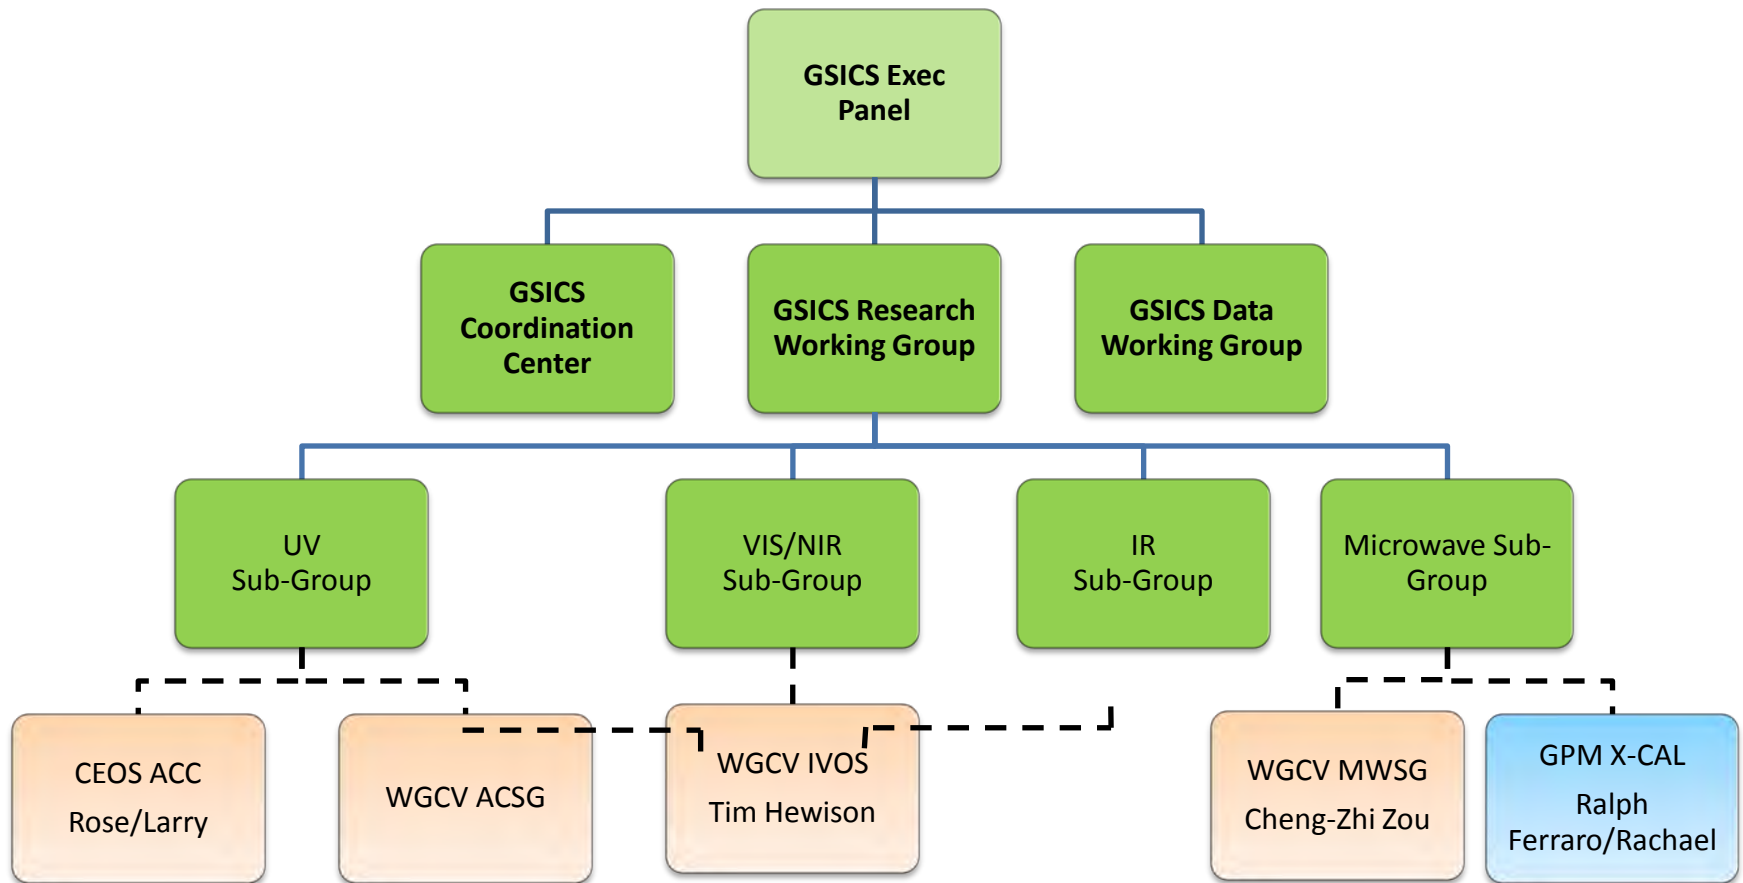 GSICS Exec
Panel
GSICS
Coordination
Center
GSICS Research
Working Group
GSICS Data
Working Group
UV
Sub-Group
VIS/NIR
Sub-Group
IR
Sub-Group
Microwave Sub-
Group
CEOS ACC
Rose/Larry
WGCV ACSG
WGCV IVOS
Tim Hewison
WGCV MWSG
Cheng-Zhi Zou
GPM X-CAL
Ralph
Ferraro/Rachael